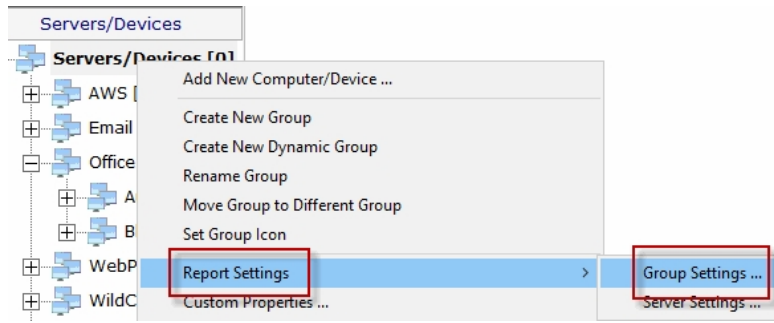 Servers/Devices
Servers/Devices [0]
Add New Computer/Device ...
AWS [
Create New Group
Email
Create New Dynamic Group
Office
Rename Group
A
Move Group to Different Group
B
Set Group Icon
WebP
Report Settings
Group Settings ...
WildC
Custom Properties ...
Server Settings ...